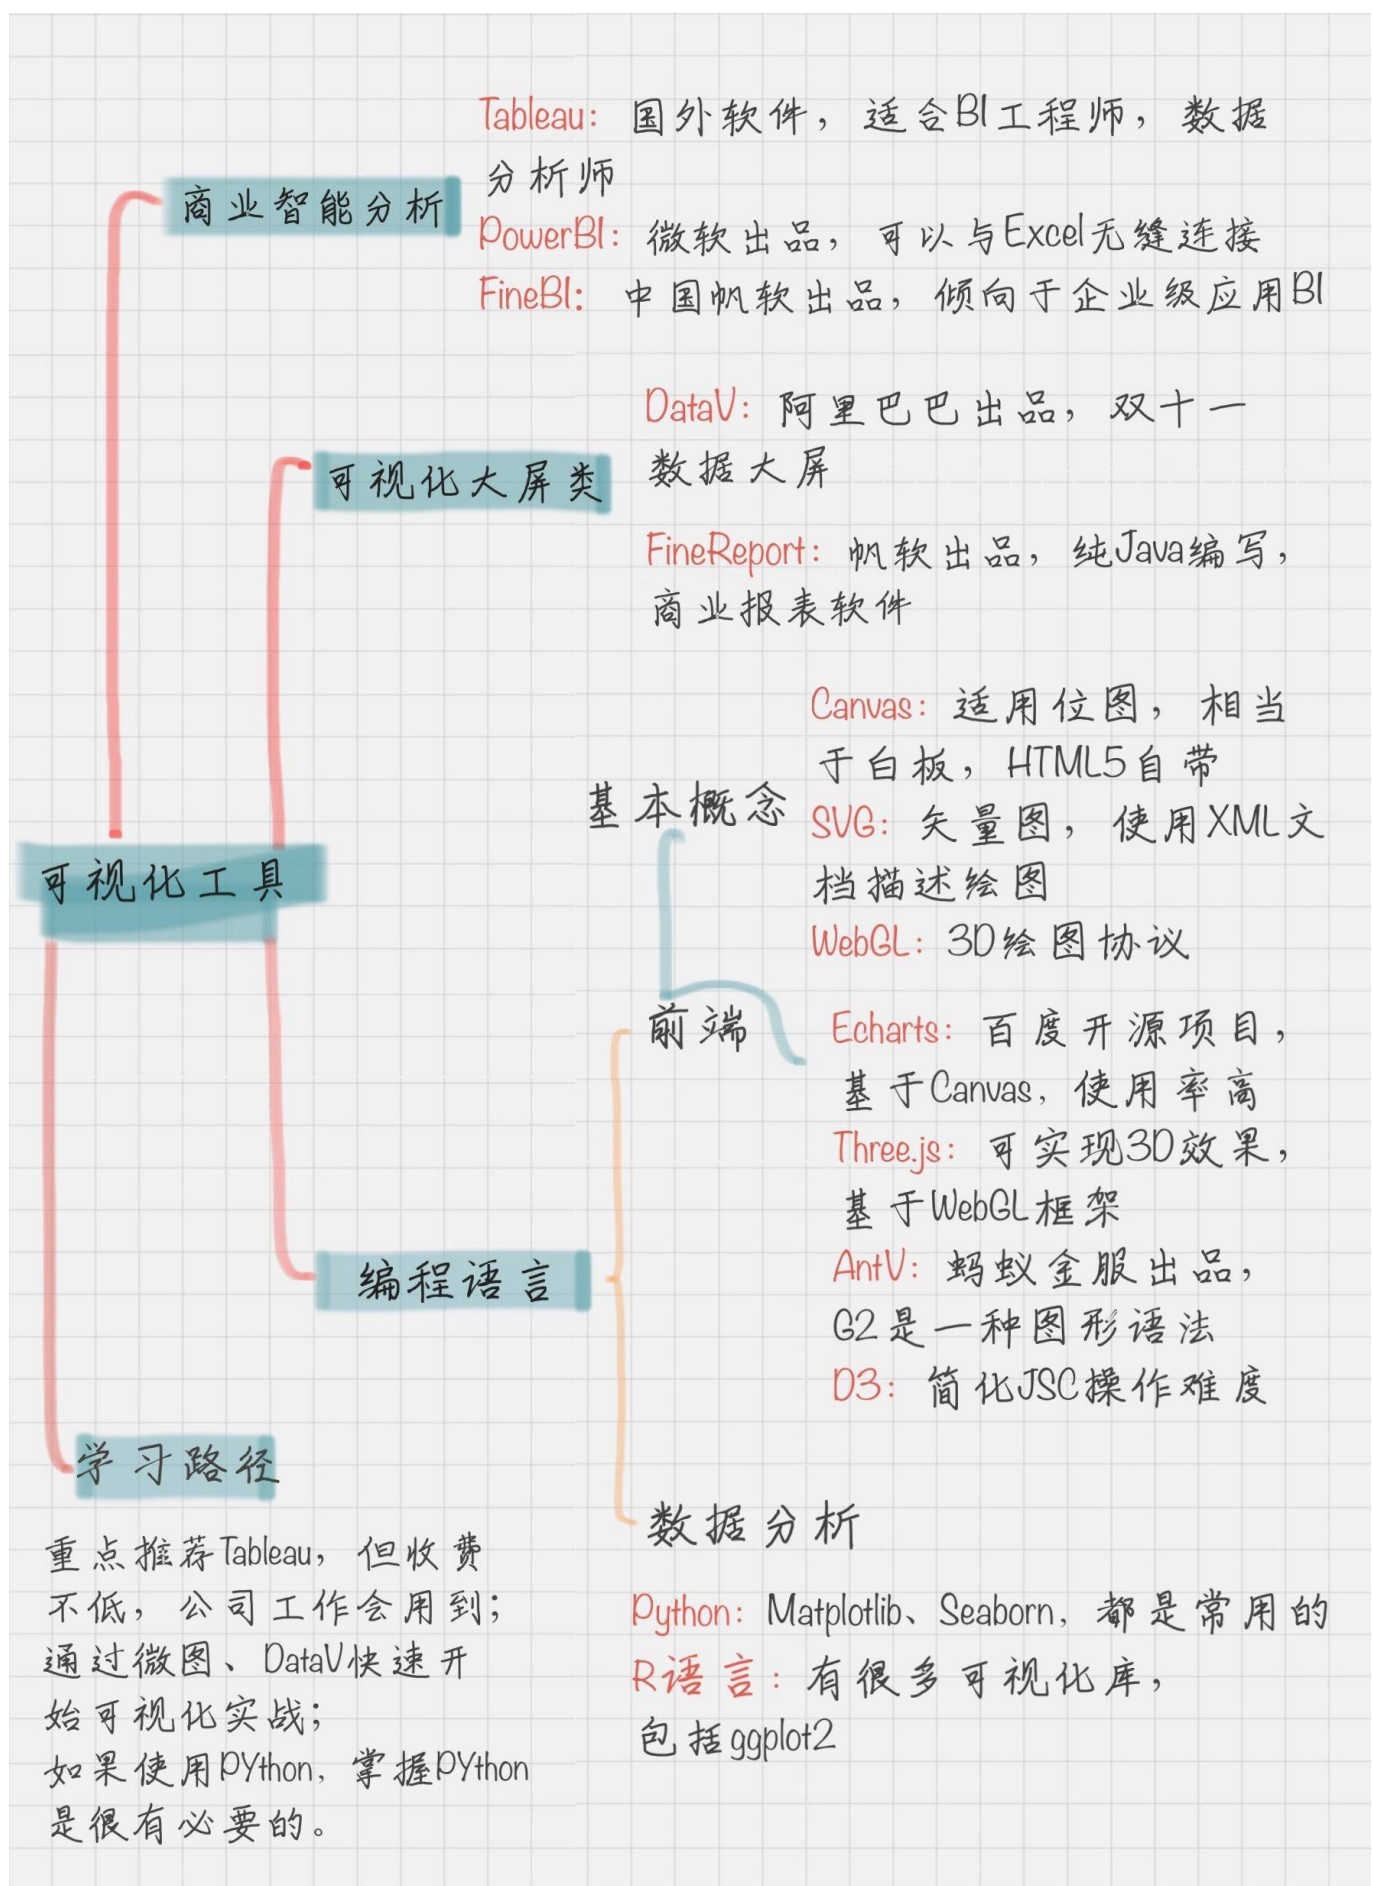 Tableau: 国外软件，适合BI工程师，数据
分析师
商业智能分析
PowerBI: 微软出品，可以与Excel无缝连接
FineBI: 中国帆软出品，倾向于企业级应用BI
DataV: 阿里巴巴出品，双十一
数据大屏
可视化大屏类
FineReport: 帆软出品，纯Java编写，
商业报表软件
Canvas: 适用位图，相当
于白板，HTML5自带
基本概念
SVG: 矢量图，使用XML文
档描述绘图
WebGL: 3D绘图协议
可视化工具
前端
Echarts: 百度开源项目，
基于Canvas，使用率高
Three.js: 可实现3D效果，
基于WebGL框架
AntV: 蚂蚁金服出品，
G2是一种图形语法
D3: 简化JSC操作难度
编程语言
数据分析
Python: Matplotlib、Seaborn，都是常用的
R语言: 有很多可视化库，
包括ggplot2
学习路径
重点推荐Tableau，但收费
不低，公司工作会用到；
通过微图、DataV快速开
始可视化实战；
如果使用PYthon，掌握PYthon
是很有必要的。